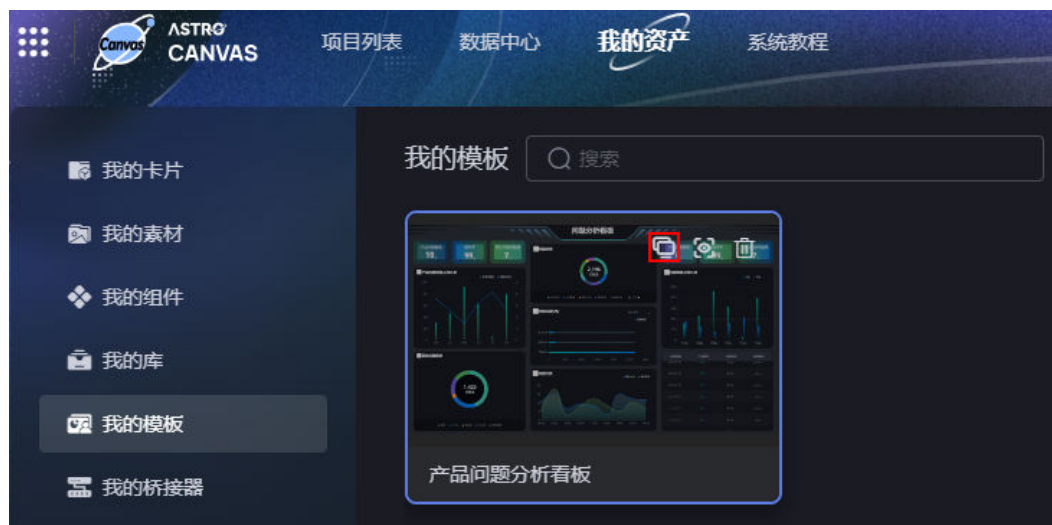 Canvas
ASTRO
CANVAS
项目列表
数据中心
我的资产
系统教程
我的卡片
我的素材
我的组件
我的库
我的模板
我的桥接器
我的模板
搜索
问题分析看板
产品问题分析看板